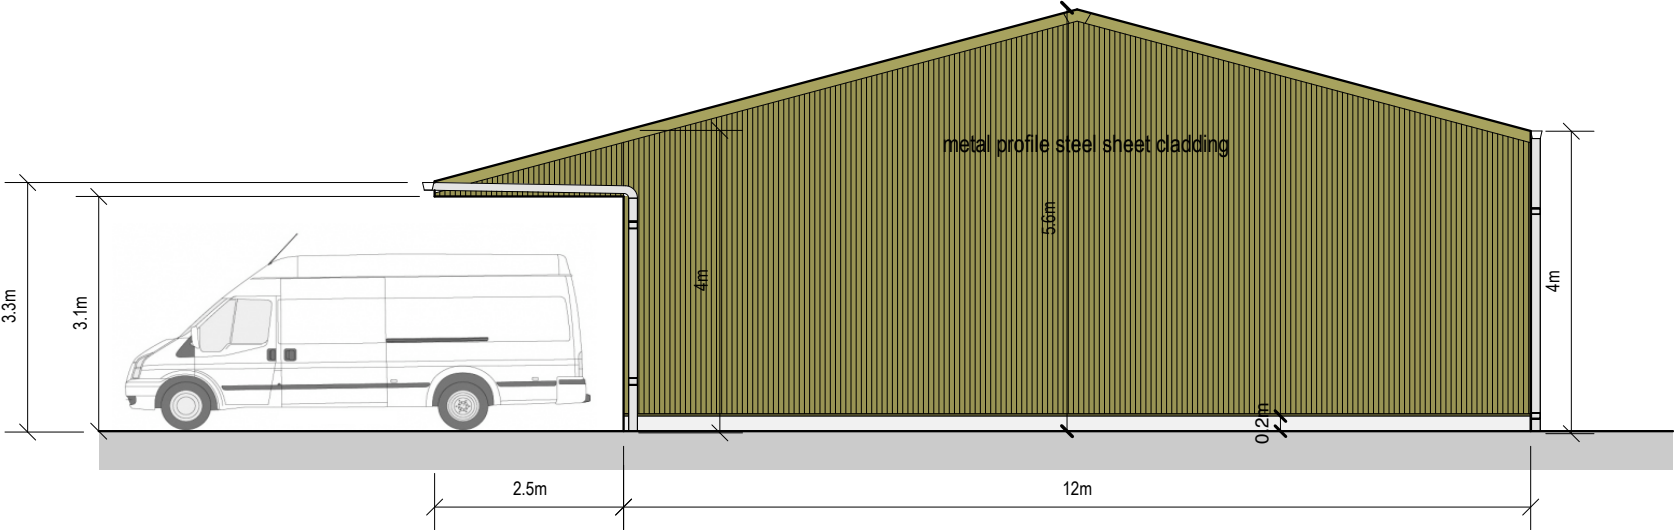 metal profile steel sheet cladding
5.6m
4m
4m
3.3m
3.1m
0.2m
2.5m
12m